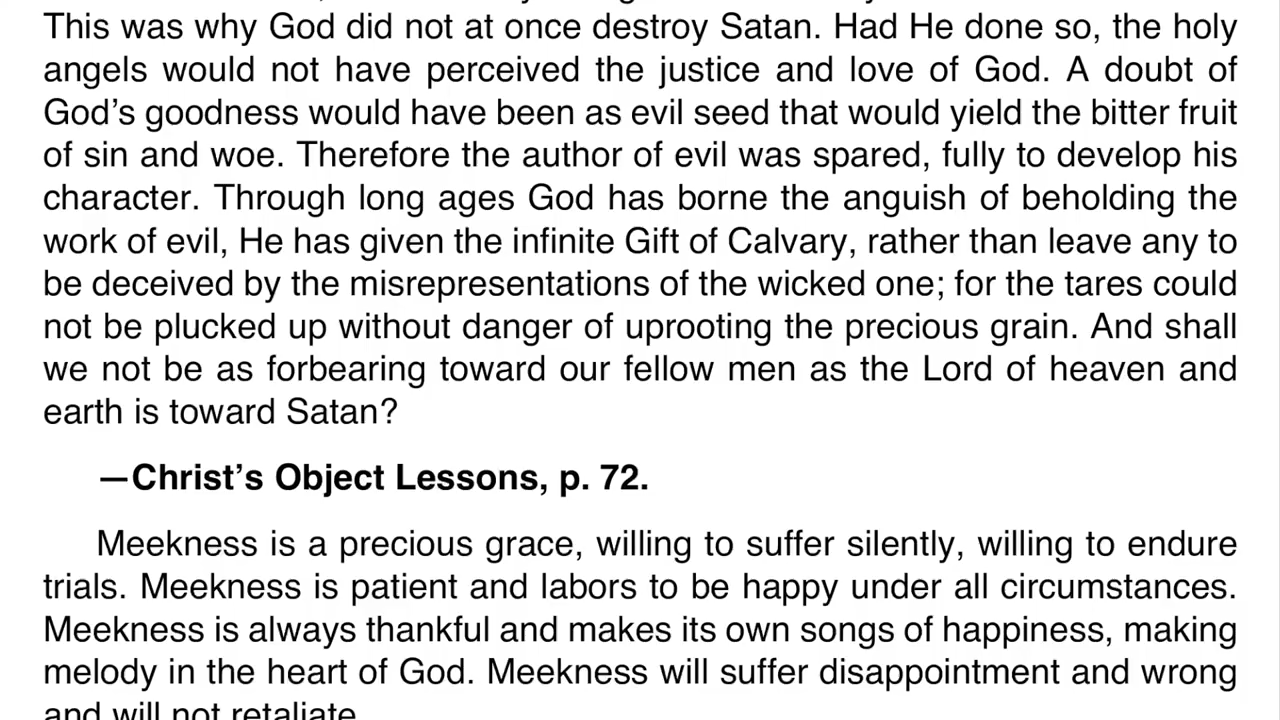 This was why God did not at once destroy Satan. Had He done so, the holy
angels would not have perceived the justice and love of God. A doubt of
God’s goodness would have been as evil seed that would yield the bitter fruit
of sin and woe. Therefore the author of evil was spared, fully to develop his
character. Through long ages God has borne the anguish of beholding the
work of evil, He has given the infinite Gift of Calvary, rather than leave any to
be deceived by the misrepresentations of the wicked one; for the tares could
not be plucked up without danger of uprooting the precious grain. And shall
we not be as forbearing toward our fellow men as the Lord of heaven and
earth is toward Satan?
—Christ’s Object Lessons, p. 72.
Meekness is a precious grace, willing to suffer silently, willing to endure
trials. Meekness is patient and labors to be happy under all circumstances.
Meekness is always thankful and makes its own songs of happiness, making
melody in the heart of God. Meekness will suffer disappointment and wrong
and will not retaliate